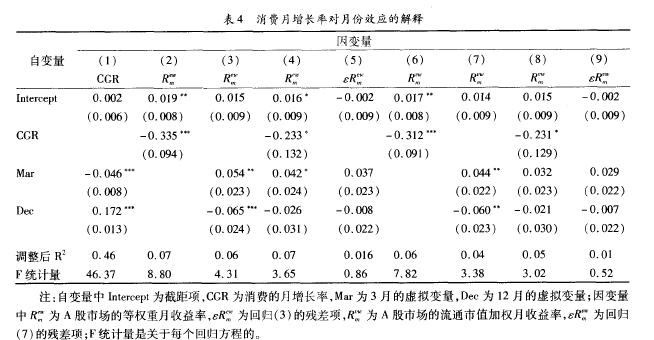 表4 消费月增长率对月份效应的解释
因变量
自变量 (1) (2) (3) (4) (5) (6) (7) (8) (9)
CGR R_m^{ew} R_m^{ew} R_m^{ew} εR_m^{ew} R_m^{rw} R_m^{rw} R_m^{rw} εR_m^{rw}
Intercept 0.002 0.019** 0.015 0.016* -0.002 0.017** 0.014 0.015 -0.002
(0.006) (0.008) (0.009) (0.009) (0.009) (0.008) (0.009) (0.009) (0.009)
CGR -0.335*** -0.233* -0.312*** -0.231*
(0.094) (0.132) (0.091) (0.129)
Mar -0.046*** 0.054** 0.042* 0.037 0.044** 0.032 0.029
(0.008) (0.023) (0.024) (0.023) (0.022) (0.023) (0.022)
Dec 0.172*** -0.065*** -0.026 -0.008 -0.060** -0.021 -0.007
(0.013) (0.024) (0.031) (0.022) (0.023) (0.030) (0.022)
调整后 R² 0.46 0.07 0.06 0.07 0.016 0.06 0.04 0.05 0.01
F 统计量 46.37 8.80 4.31 3.65 0.86 7.82 3.38 3.02 0.52
注:自变量中 Intercept 为截距项,CGR 为消费的月增长率,Mar 为 3 月的虚拟变量,Dec 为 12 月的虚拟变量;因变量
中 R_m^{ew} 为 A 股市场的等权重月收益率,εR_m^{ew} 为回归(3)的残差项,R_m^{rw} 为 A 股市场的流通市值加权月收益率,εR_m^{rw} 为回归
(7)的残差项;F 统计量是关于每个回归方程的。